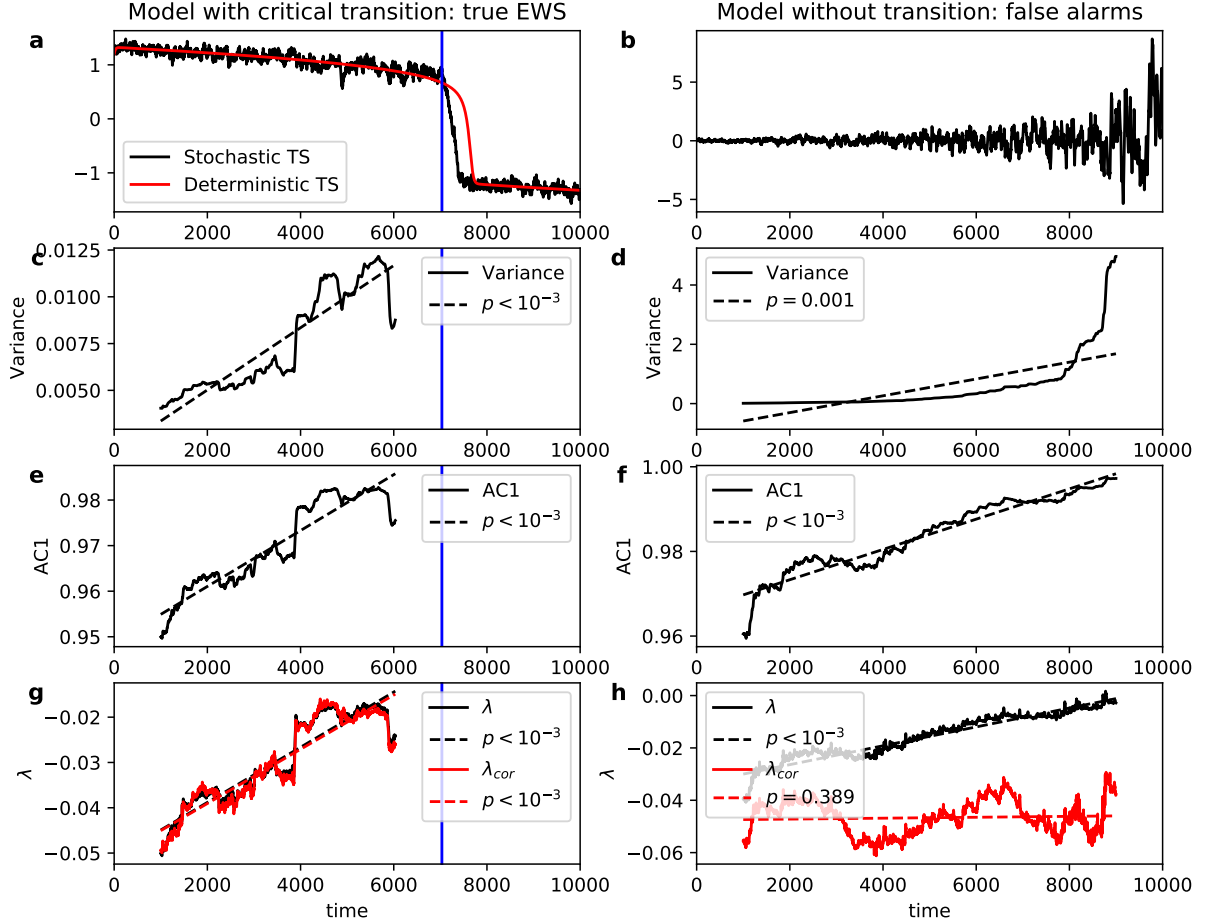 Model with critical transition: true EWS
Model without transition: false alarms
a
1
0
−1
Stochastic TS
Deterministic TS
0 2000 4000 6000 8000 10000
b
5
0
−5
0 2000 4000 6000 8000 10000
c
Variance
0.0125
0.0100
0.0075
0.0050
Variance
p < 10⁻³
0 2000 4000 6000 8000 10000
d
Variance
4
2
0
Variance
p = 0.001
0 2000 4000 6000 8000 10000
e
AC1
0.98
0.97
0.96
0.95
AC1
p < 10⁻³
0 2000 4000 6000 8000 10000
f
AC1
1.00
0.98
0.96
AC1
p < 10⁻³
0 2000 4000 6000 8000 10000
g
λ
−0.02
−0.03
−0.04
−0.05
λ
p < 10⁻³
λcor
p < 10⁻³
0 2000 4000 6000 8000 10000
time
h
λ
0.00
−0.02
−0.04
−0.06
λ
p < 10⁻³
λcor
p = 0.389
0 2000 4000 6000 8000 10000
time